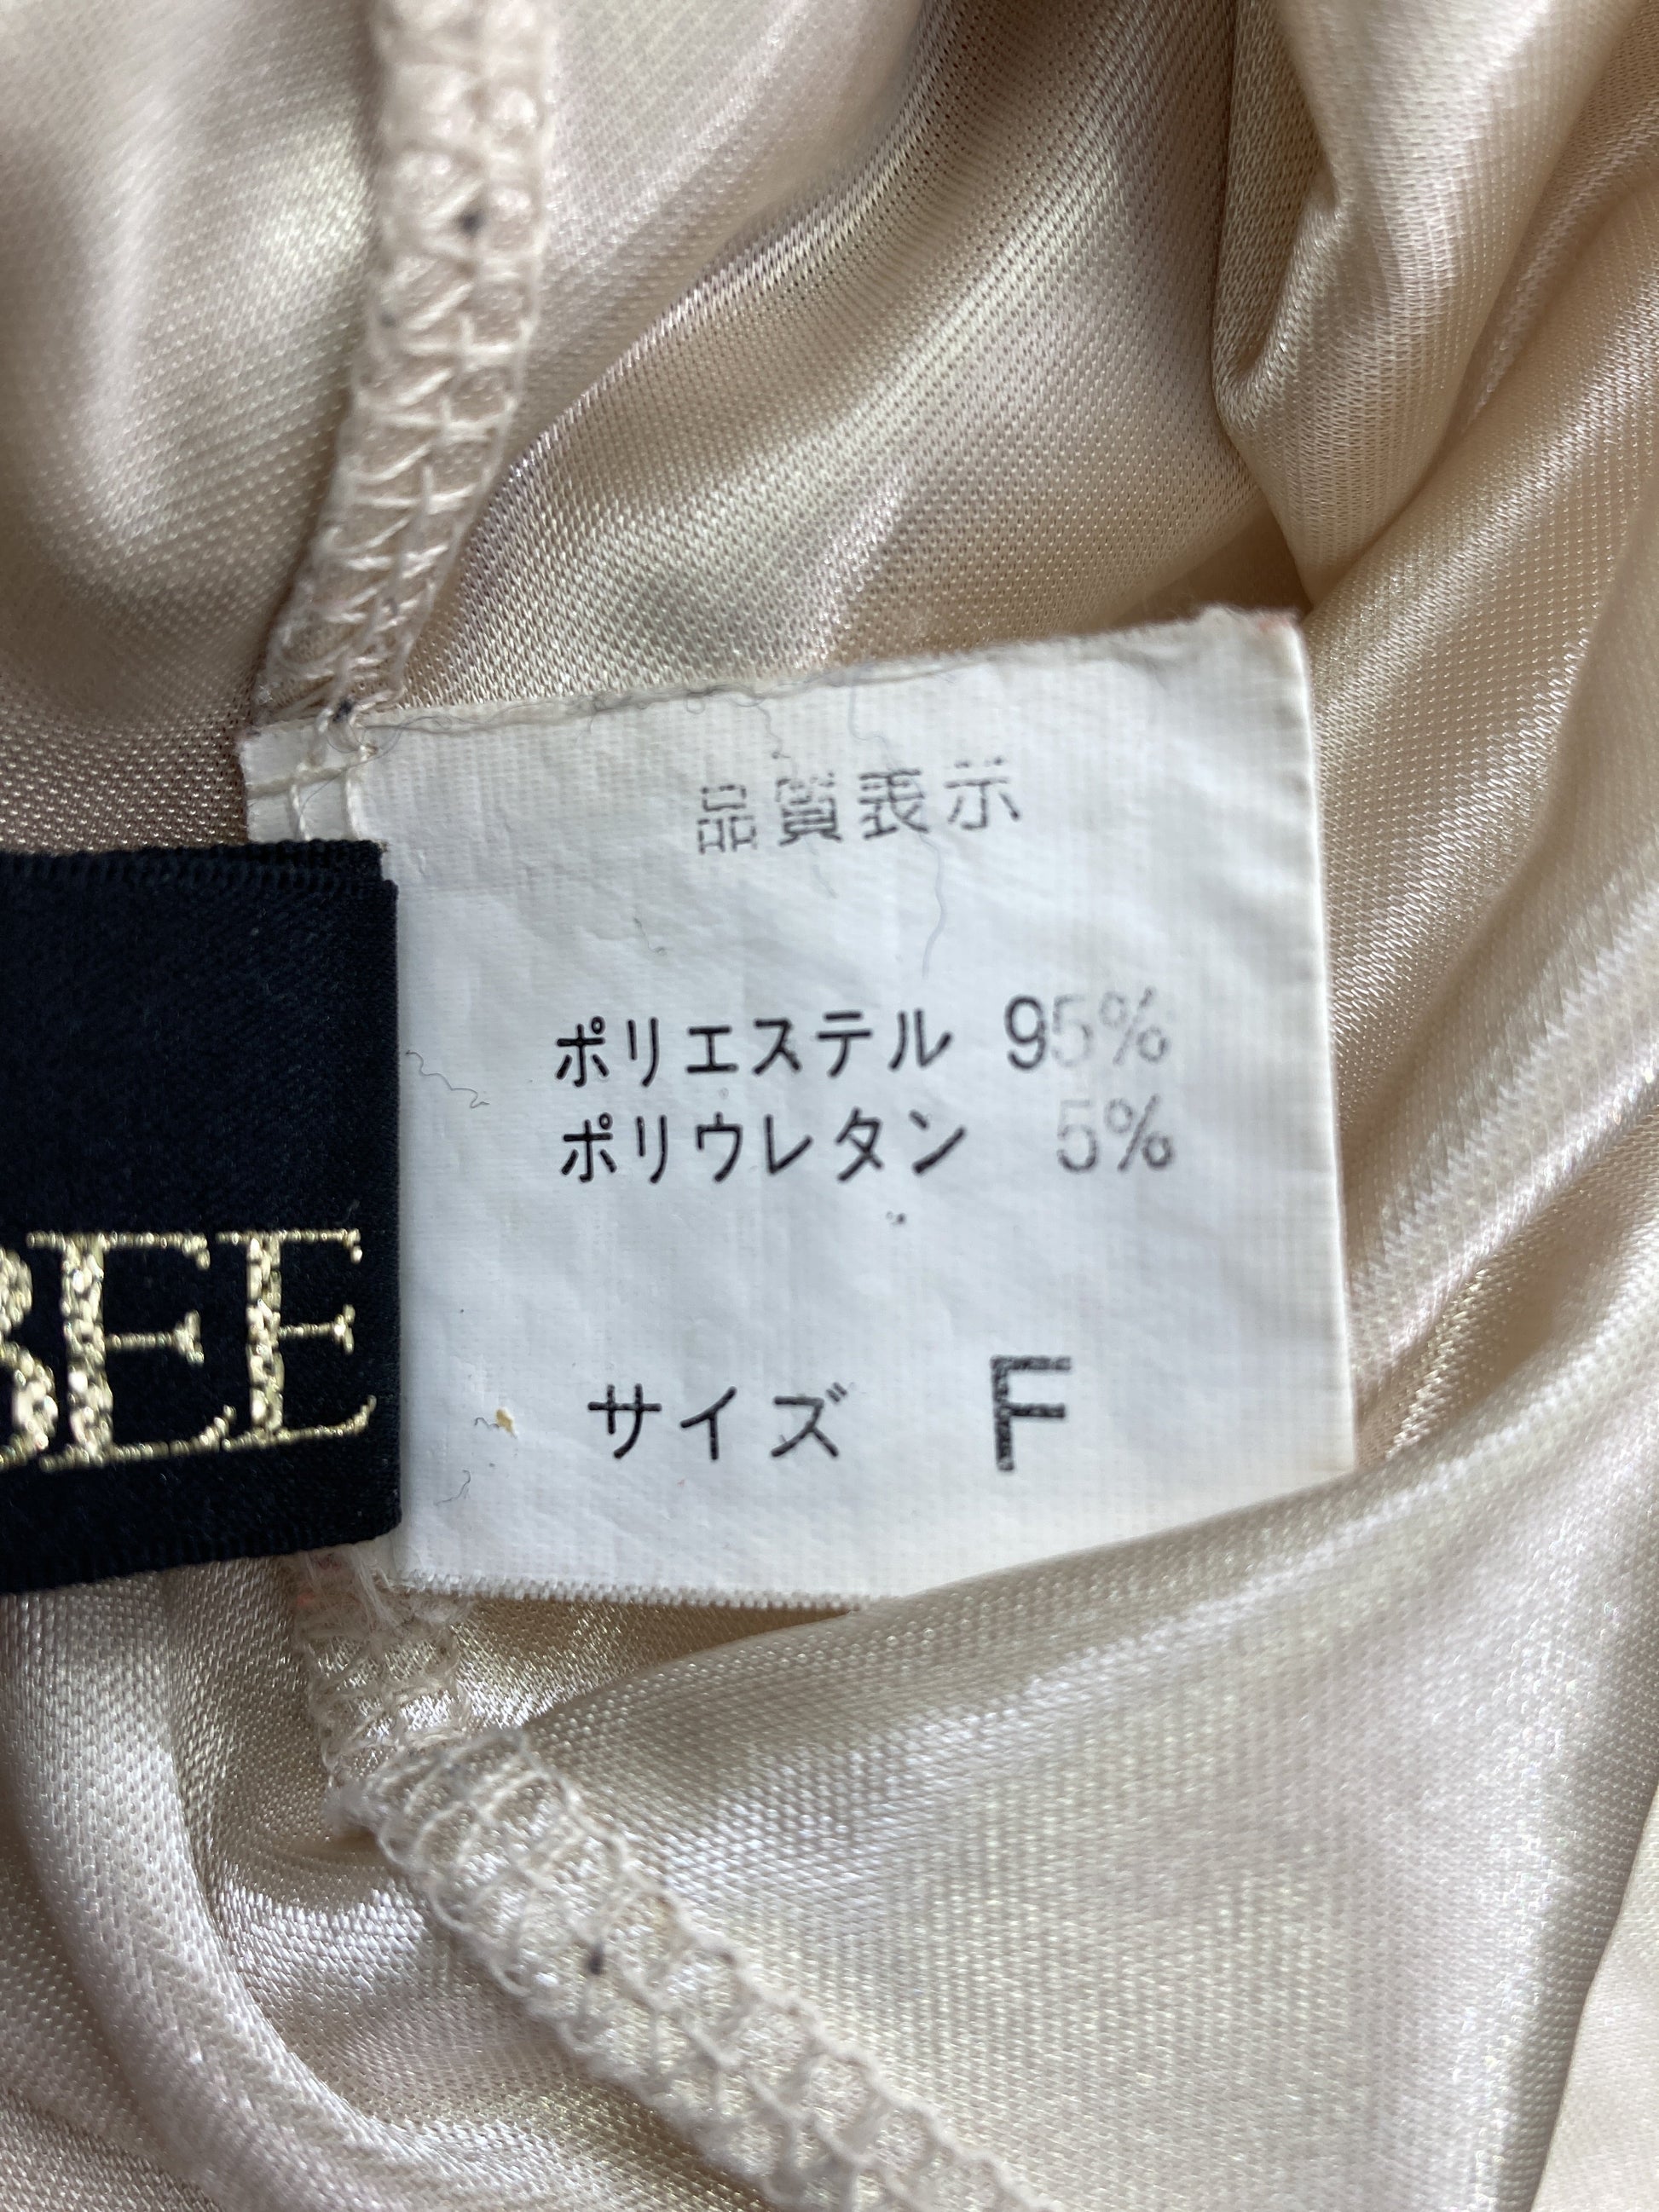 品質表示
ポリエステル 95%
ポリウレタン 5%
BEE
サイズ F